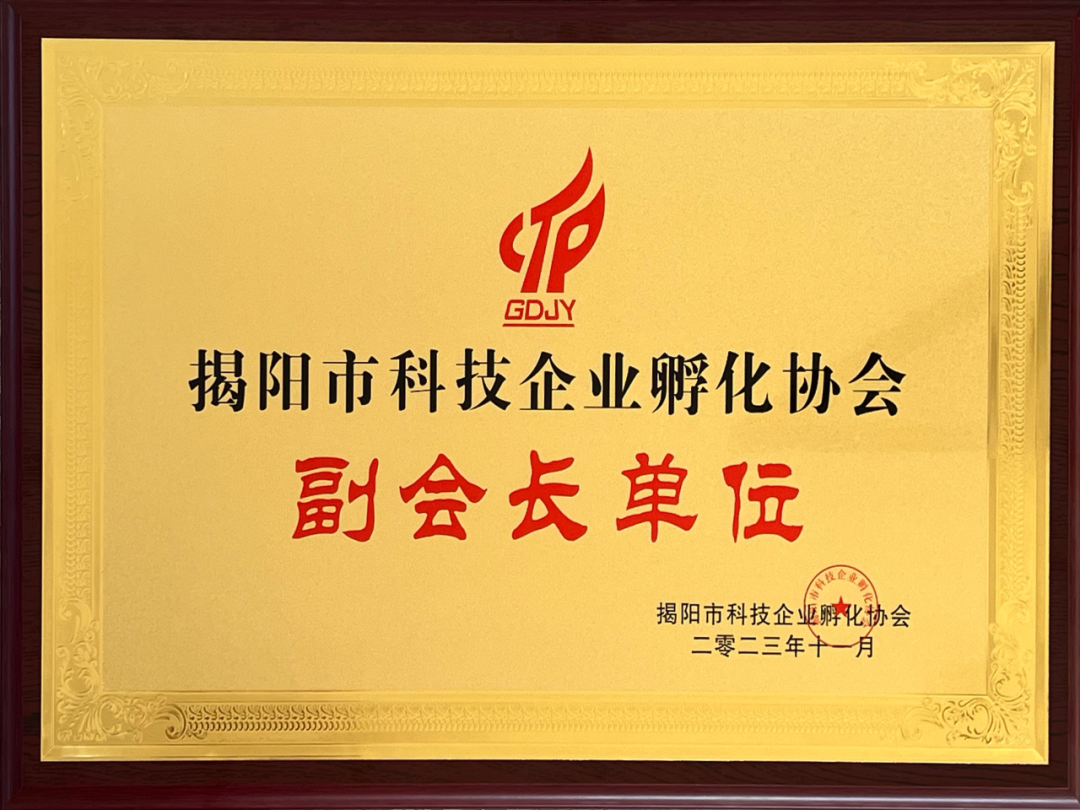 GDJY
揭阳市科技企业孵化协会
副会长单位
揭阳市科技企业孵化协会
二零二三年十一月